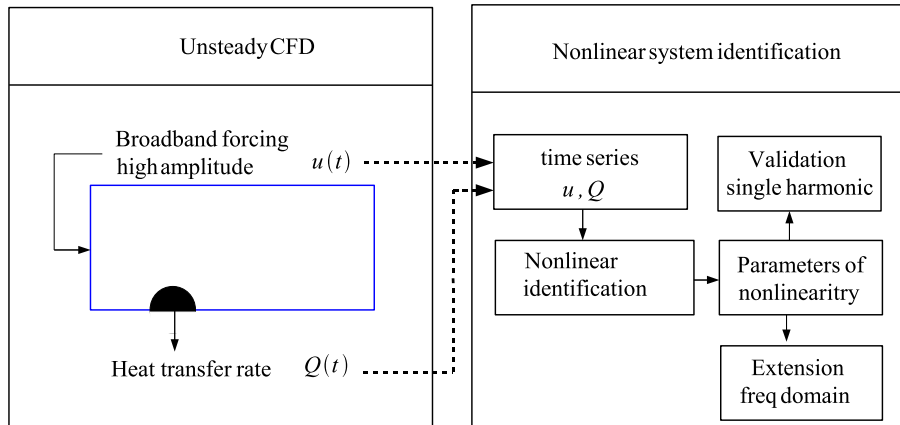 Unsteady CFD
Broadband forcing
high amplitude
u(t)
Heat transfer rate
Q(t)
Nonlinear system identification
time series
u , Q
Nonlinear
identification
Validation
single harmonic
Parameters of
nonlinearitry
Extension
freq domain